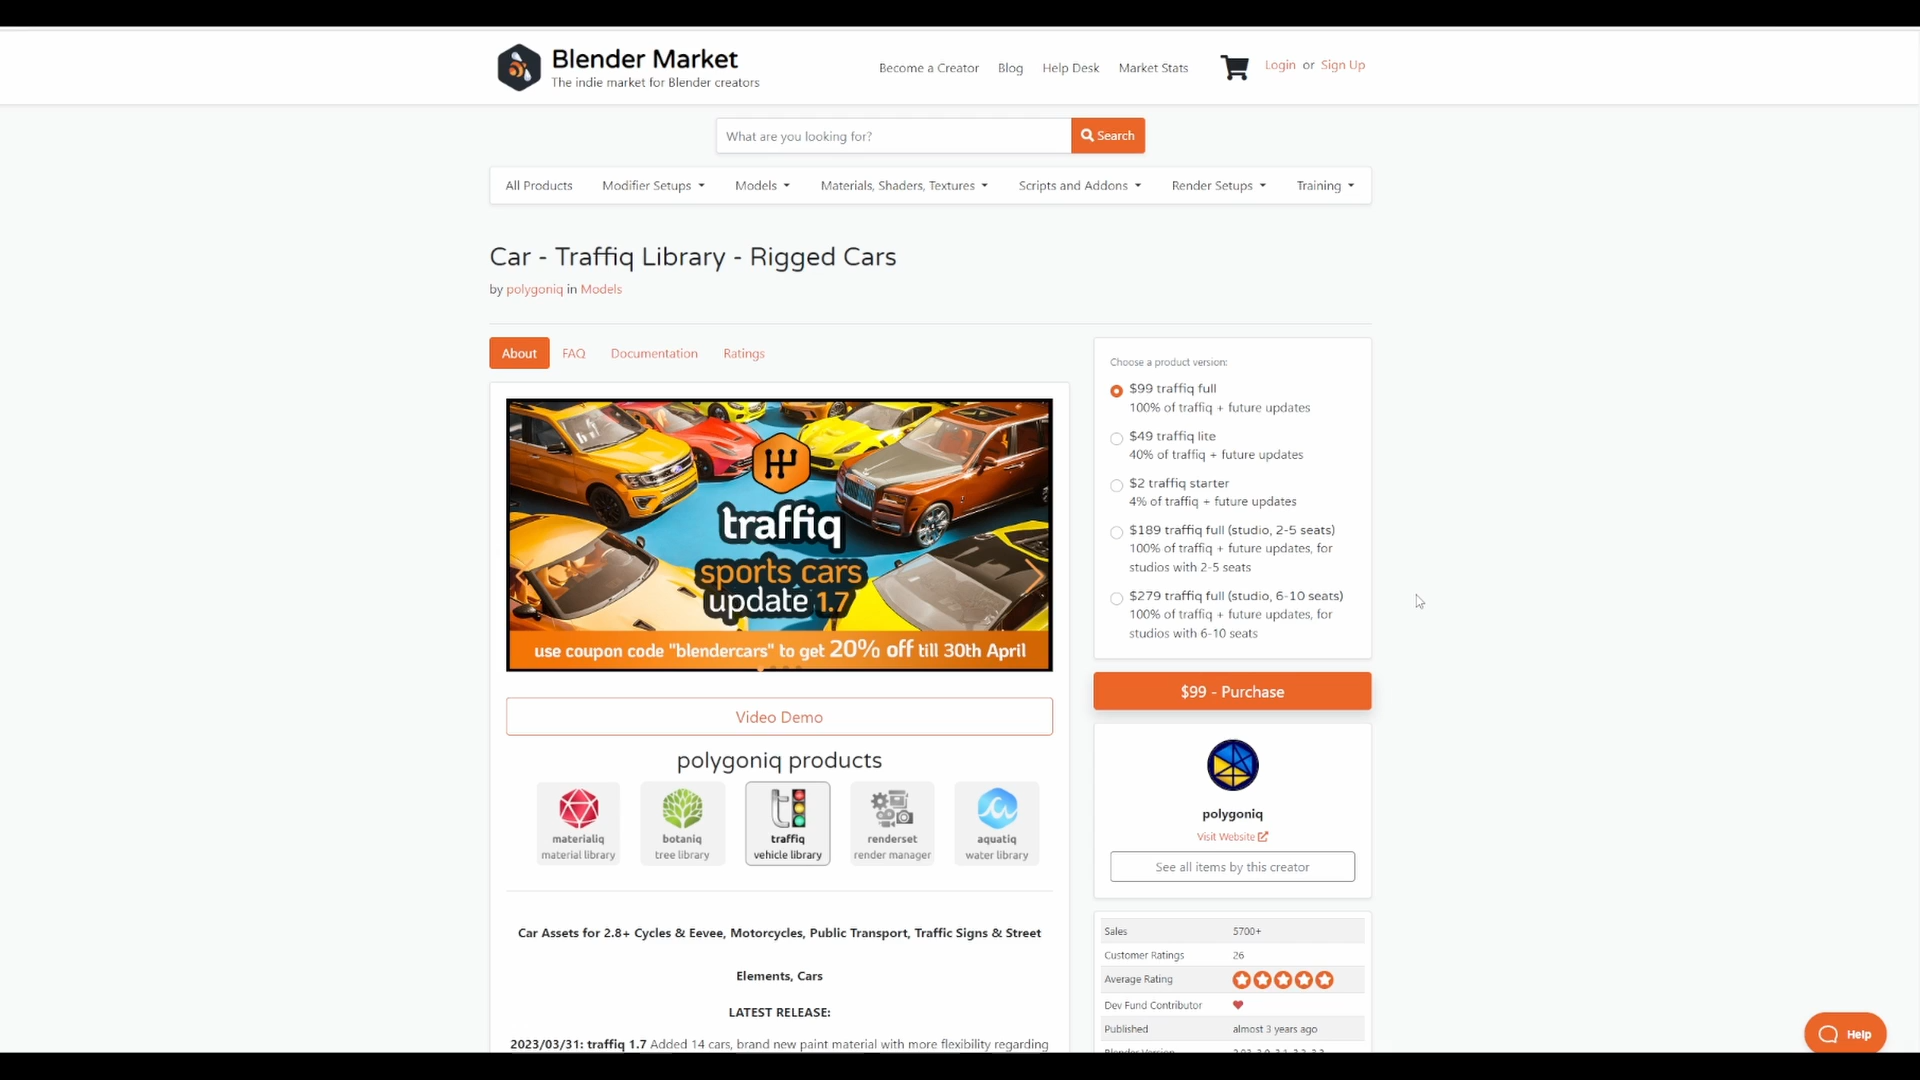 Blender Market
The indie market for Blender creators
Become a Creator
Blog
Help Desk
Market Stats
Login or Sign Up
What are you looking for?
Search
All Products
Modifier Setups
Models
Materials, Shaders, Textures
Scripts and Addons
Render Setups
Training
Car - Traffiq Library - Rigged Cars
by polygoniq in Models
About
FAQ
Documentation
Ratings
traffiq
sports cars
update 1.7
use coupon code "blendercars" to get 20% off till 30th April
Video Demo
polygoniq products
materialiq
material library
botaniq
tree library
traffiq
vehicle library
renderset
render manager
aquatiq
water library
Car Assets for 2.8+ Cycles & Eevee, Motorcycles, Public Transport, Traffic Signs & Street
Elements, Cars
LATEST RELEASE:
2023/03/31: traffiq 1.7 Added 14 cars, brand new paint material with more flexibility regarding
Choose a product version:
$99 traffiq full
100% of traffiq + future updates
$49 traffiq lite
40% of traffiq + future updates
$2 traffiq starter
4% of traffiq + future updates
$189 traffiq full (studio, 2-5 seats)
100% of traffiq + future updates, for
studios with 2-5 seats
$279 traffiq full (studio, 6-10 seats)
100% of traffiq + future updates, for
studios with 6-10 seats
$99 - Purchase
polygoniq
Visit Website
See all items by this creator
Sales 5700+
Customer Ratings 26
Average Rating
Dev Fund Contributor
Published almost 3 years ago
Help